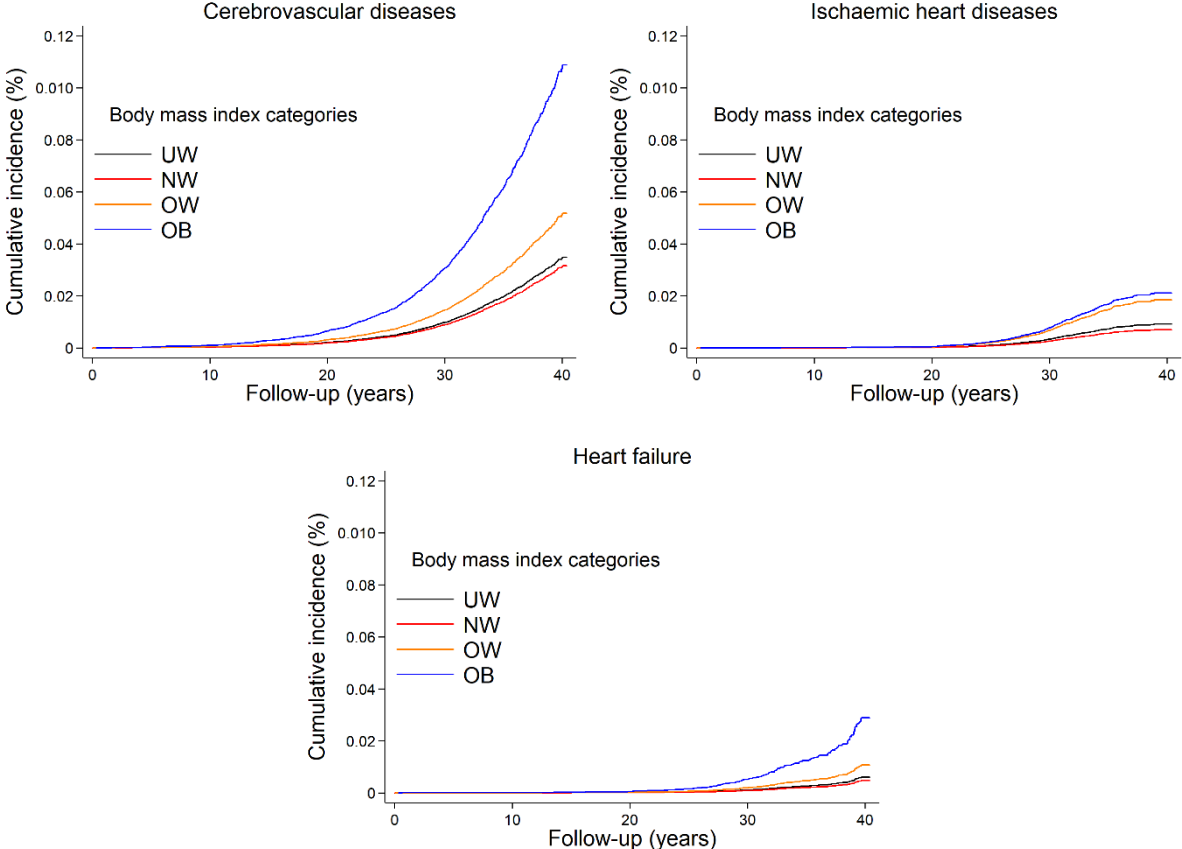 Cerebrovascular diseases
Cumulative incidence (%)
0.12
0.010
0.08
0.06
0.04
0.02
0
Body mass index categories
UW
NW
OW
OB
0 10 20 30 40
Follow-up (years)
Ischaemic heart diseases
Cumulative incidence (%)
0.12
0.010
0.08
0.06
0.04
0.02
0
Body mass index categories
UW
NW
OW
OB
0 10 20 30 40
Follow-up (years)
Heart failure
Cumulative incidence (%)
0.12
0.010
0.08
0.06
0.04
0.02
0
Body mass index categories
UW
NW
OW
OB
0 10 20 30 40
Follow-up (years)